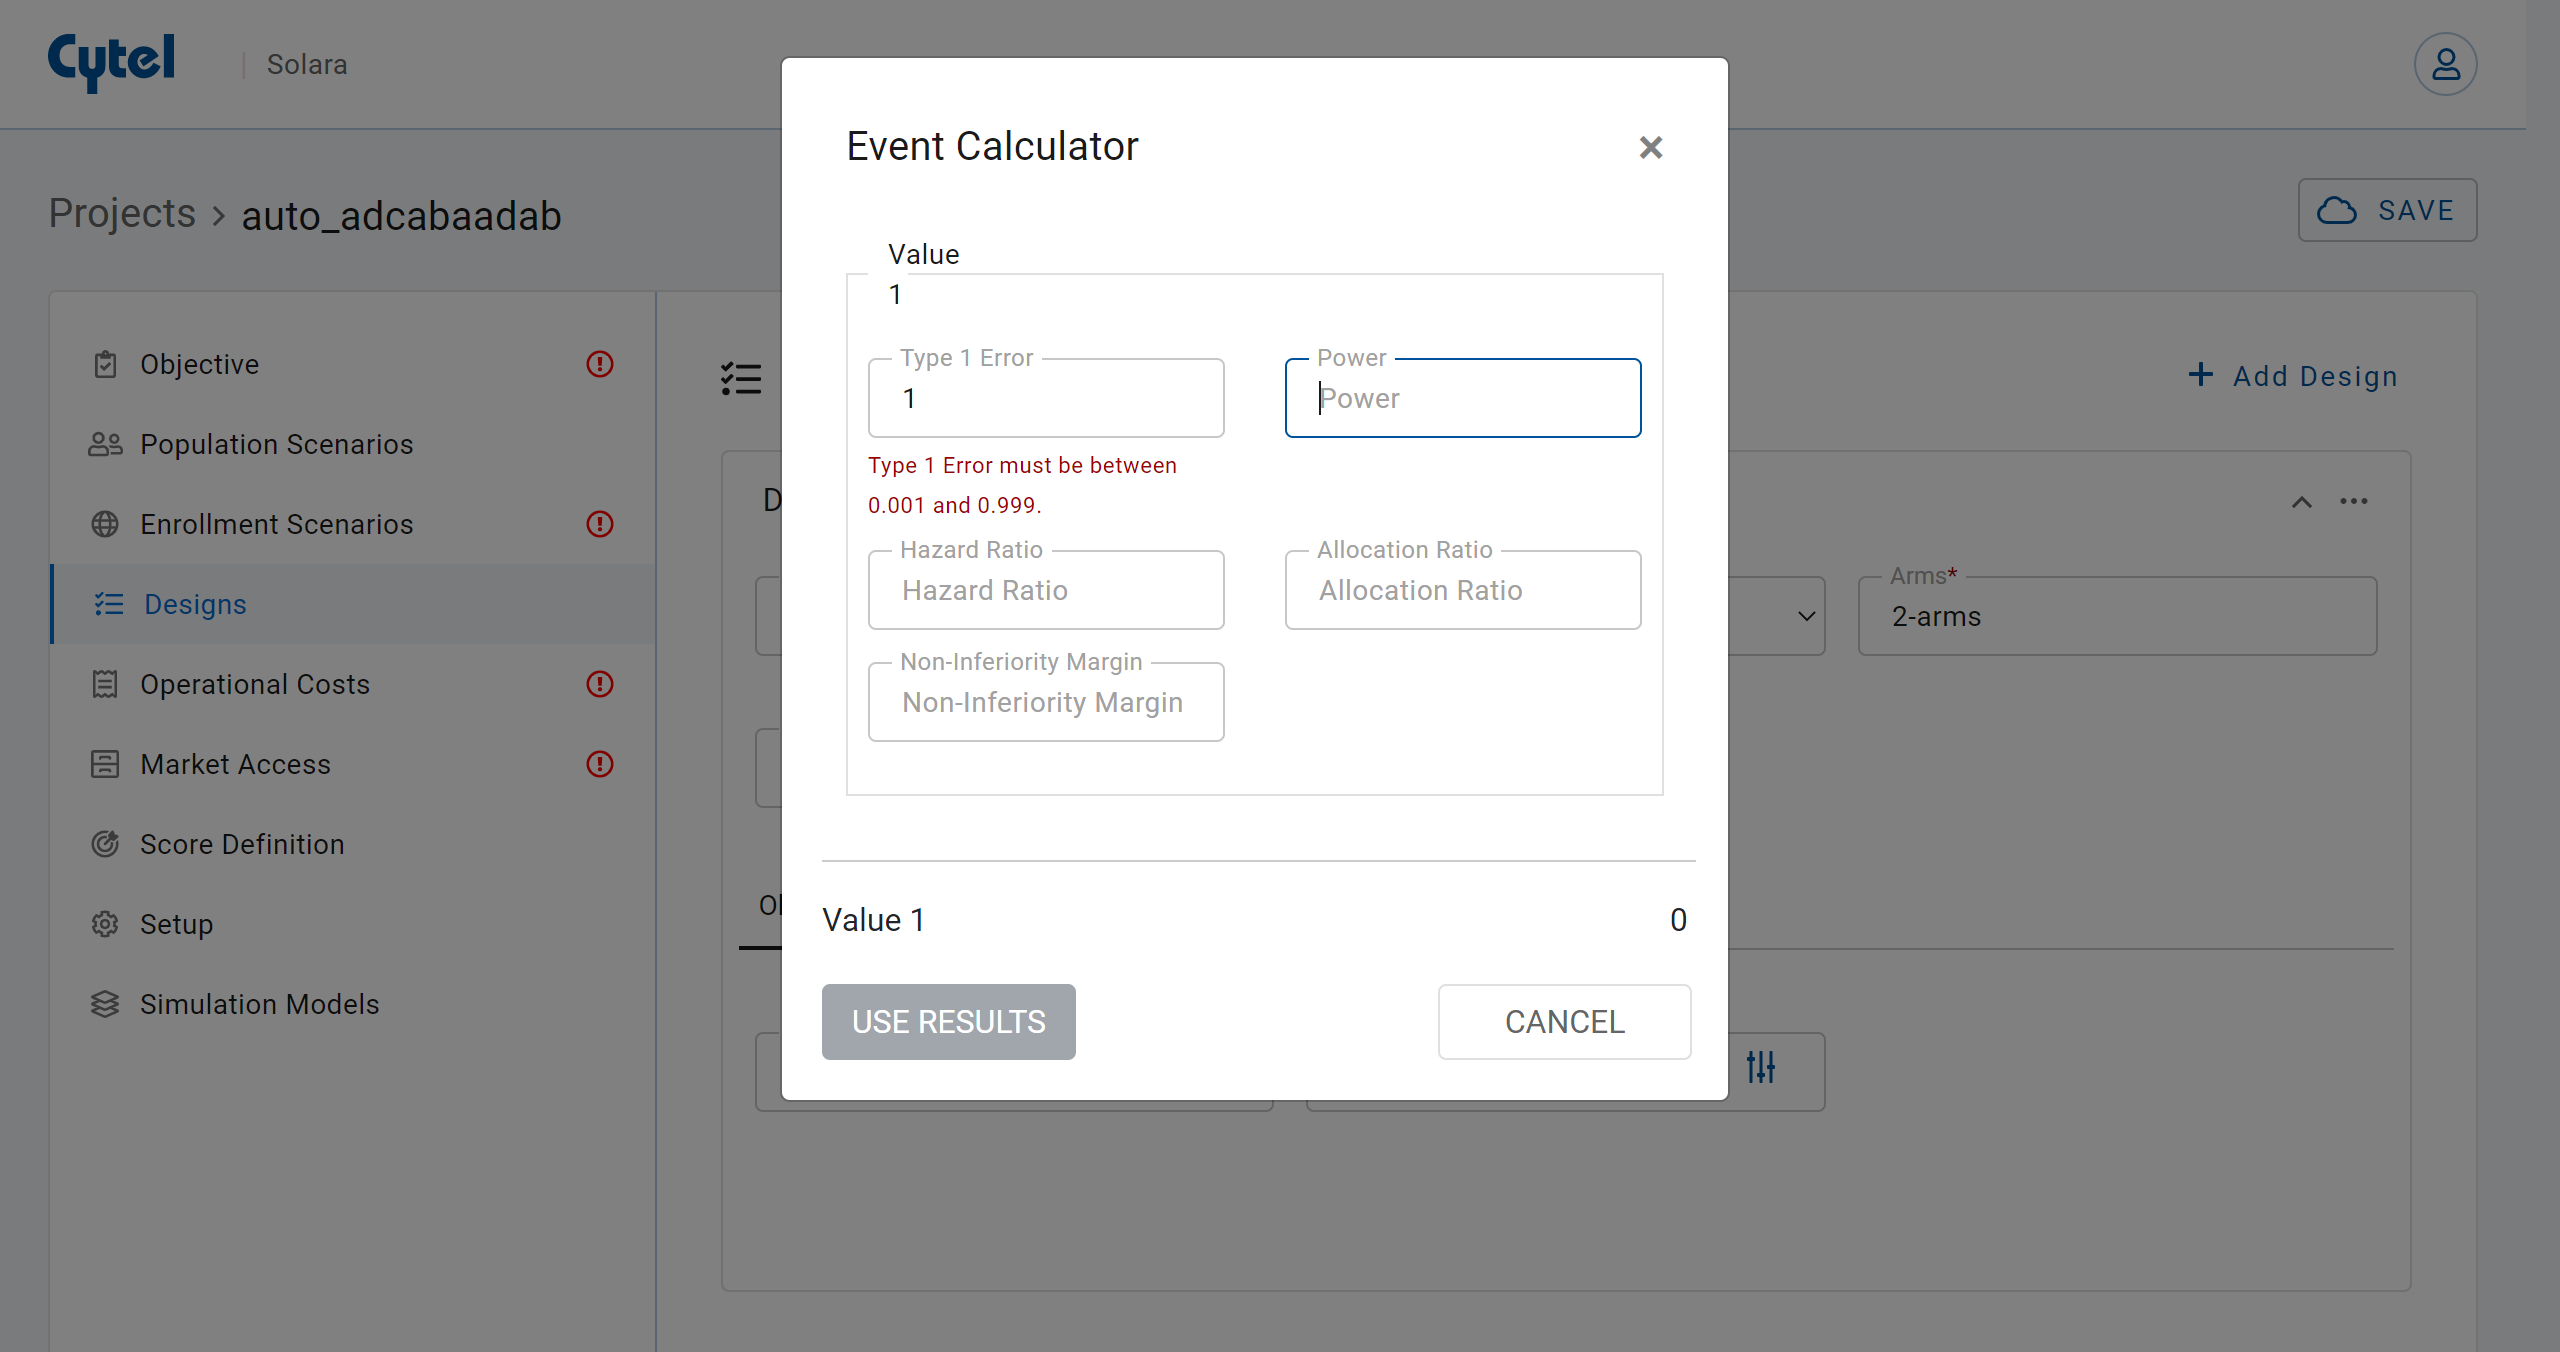 Cytel
Solara
Projects > auto_adcabaadab
SAVE
Objective
Population Scenarios
Enrollment Scenarios
Designs
Operational Costs
Market Access
Score Definition
Setup
Simulation Models
Add Design
Arms*
2-arms
Event Calculator
Value
1
Type 1 Error
1
Power
Power
Type 1 Error must be between
0.001 and 0.999.
Hazard Ratio
Hazard Ratio
Allocation Ratio
Allocation Ratio
Non-Inferiority Margin
Non-Inferiority Margin
Value 1
0
USE RESULTS
CANCEL